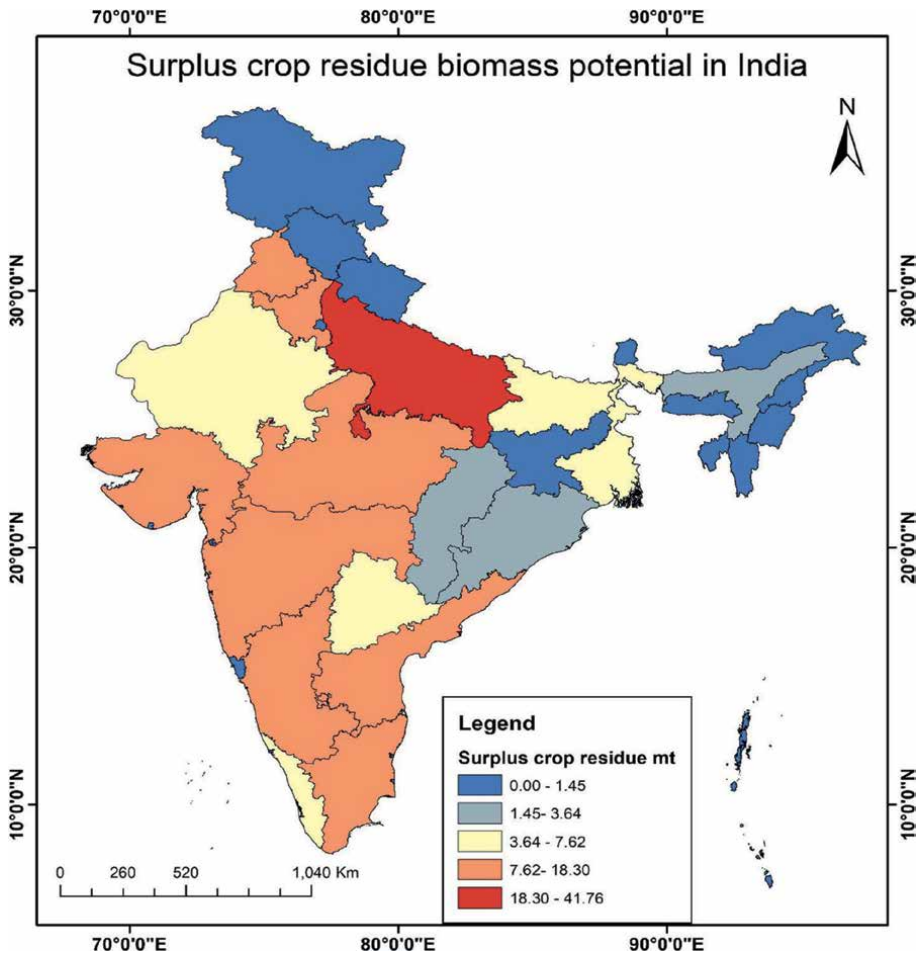 70°0'0"E 80°0'0"E 90°0'0"E
Surplus crop residue biomass potential in India
N
30°0'0"N 30°0'0"N
20°0'0"N 20°0'0"N
10°0'0"N 10°0'0"N
Legend
Surplus crop residue mt
0.00 - 1.45
1.45- 3.64
3.64 - 7.62
7.62- 18.30
18.30 - 41.76
0 260 520 1,040 Km
70°0'0"E 80°0'0"E 90°0'0"E